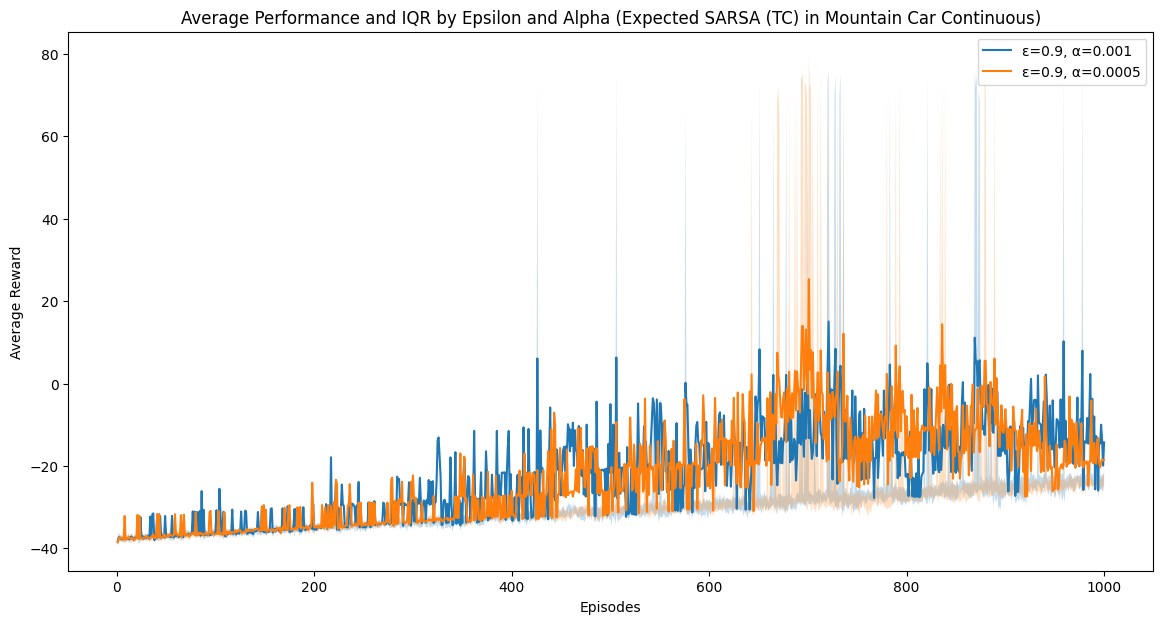 Average Performance and IQR by Epsilon and Alpha (Expected SARSA (TC) in Mountain Car Continuous)
ε=0.9, α=0.001
ε=0.9, α=0.0005
Average Reward
80
60
40
20
0
−20
−40
0 200 400 600 800 1000
Episodes